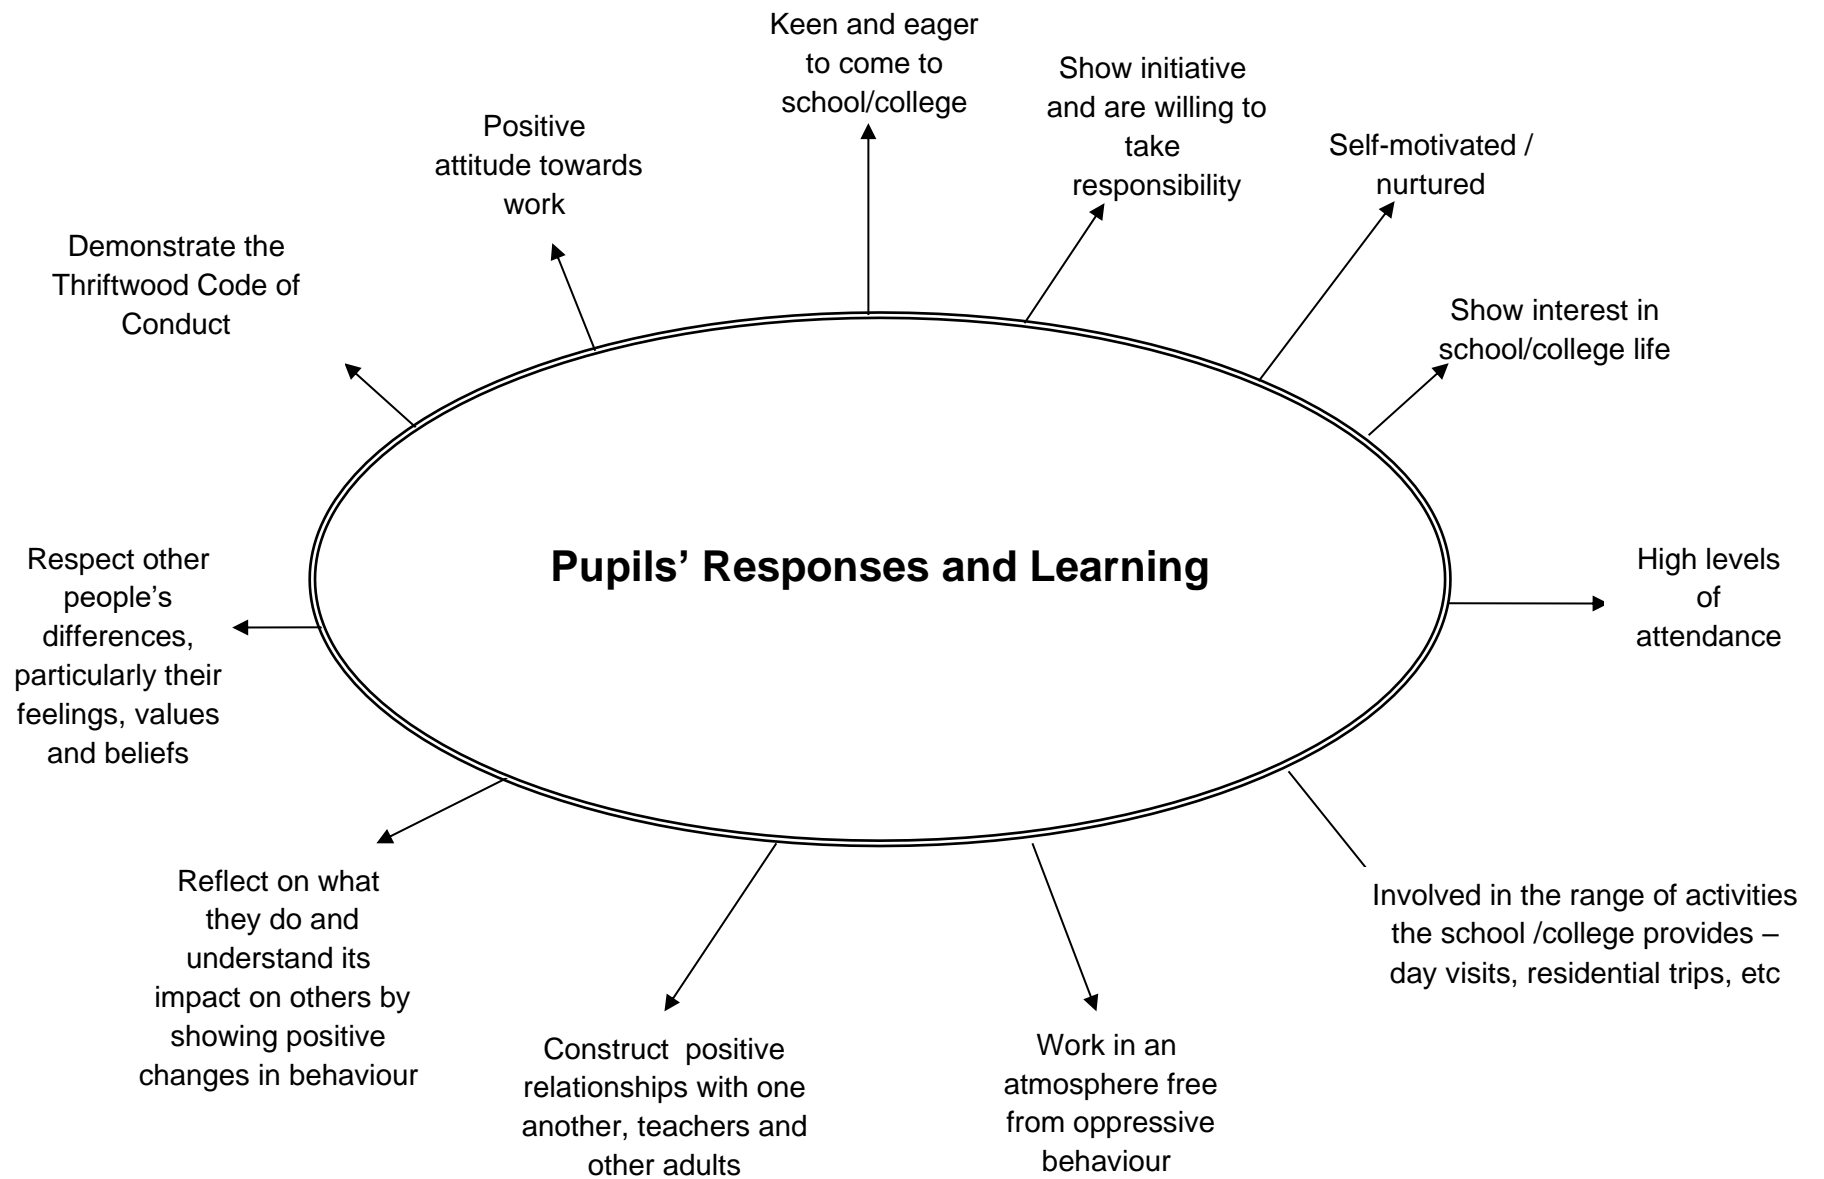 Keen and eager
to come to
school/college
Show initiative
and are willing to
take
responsibility
Positive
attitude towards
work
Self-motivated /
nurtured
Demonstrate the
Thriftwood Code of
Conduct
Show interest in
school/college life
Pupils’ Responses and Learning
Respect other
people’s
differences,
particularly their
feelings, values
and beliefs
High levels
of
attendance
Reflect on what
they do and
understand its
impact on others by
showing positive
changes in behaviour
Involved in the range of activities
the school /college provides –
day visits, residential trips, etc
Construct  positive
relationships with one
another, teachers and
other adults
Work in an
atmosphere free
from oppressive
behaviour